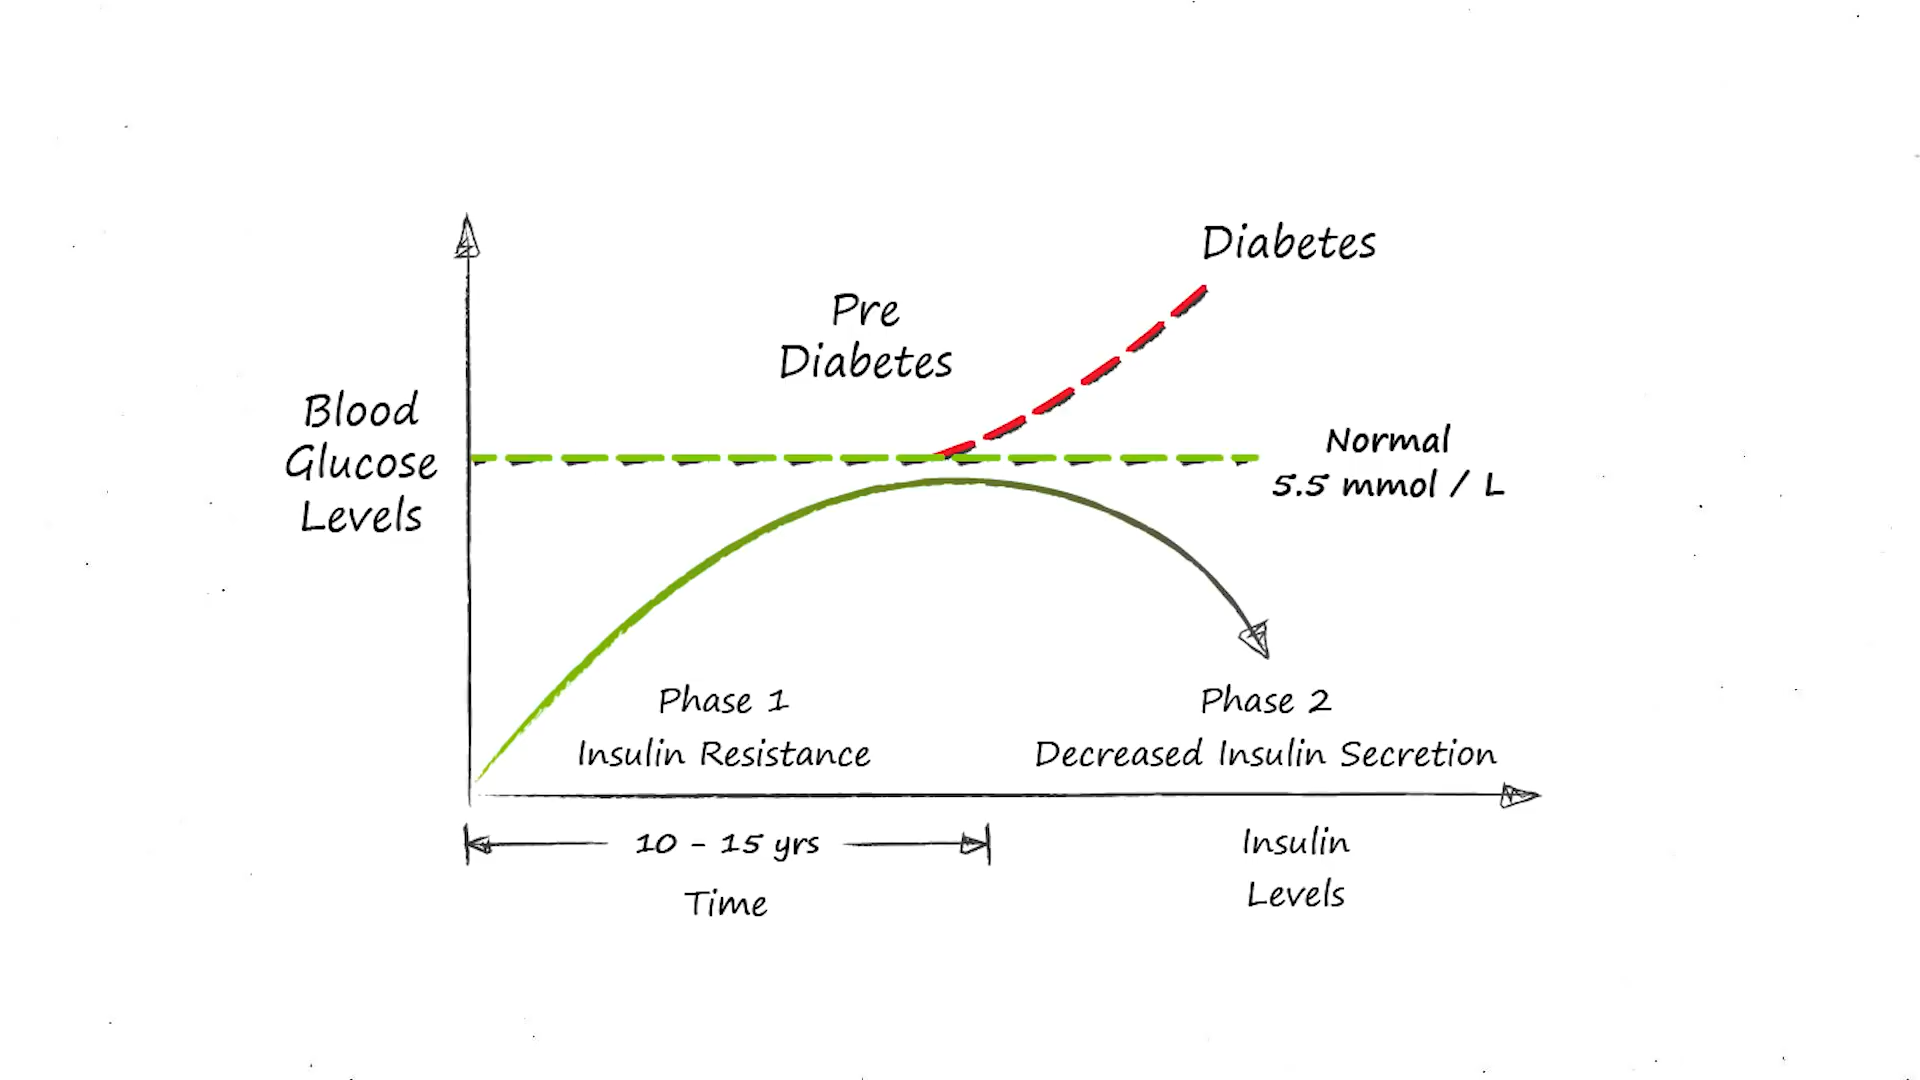 Diabetes
Pre
Diabetes
Blood
Glucose
Levels
Normal
5.5 mmol / L
Phase 1
Insulin Resistance
Phase 2
Decreased Insulin Secretion
10 - 15 yrs
Time
Insulin
Levels